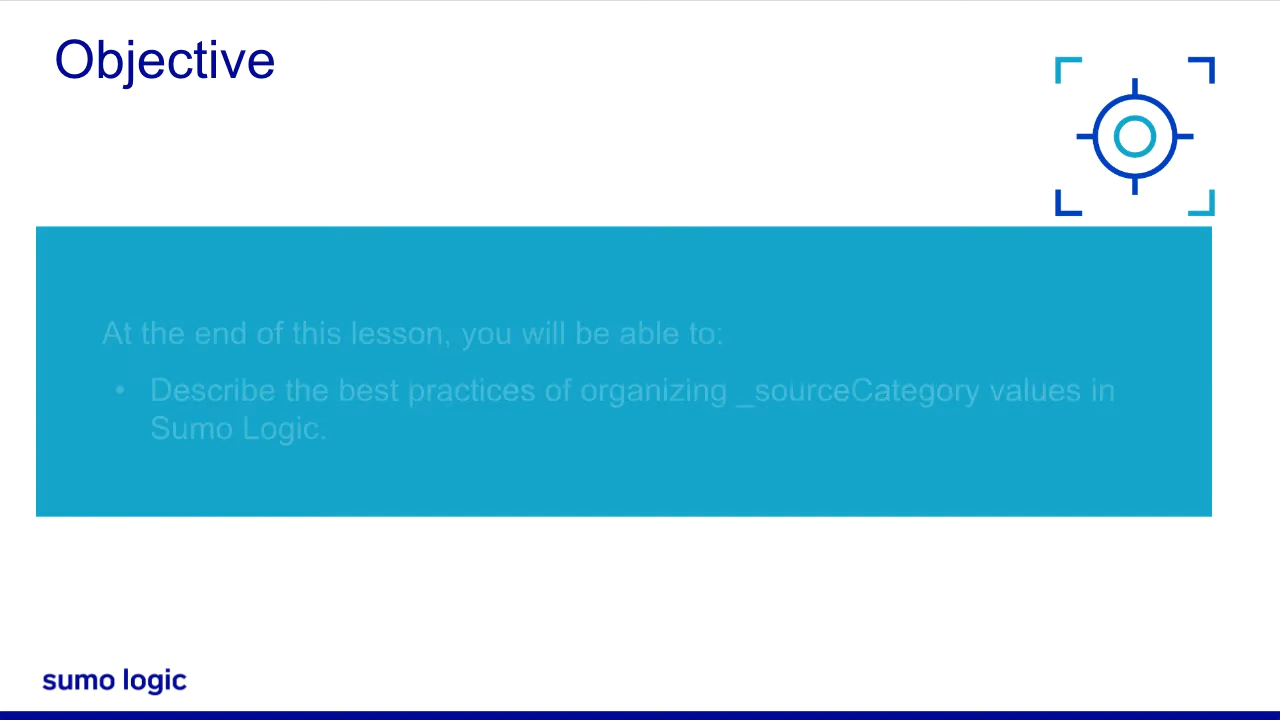 Objective
At the end of this lesson, you will be able to:
• Describe the best practices of organizing _sourceCategory values in
Sumo Logic.
sumo logic